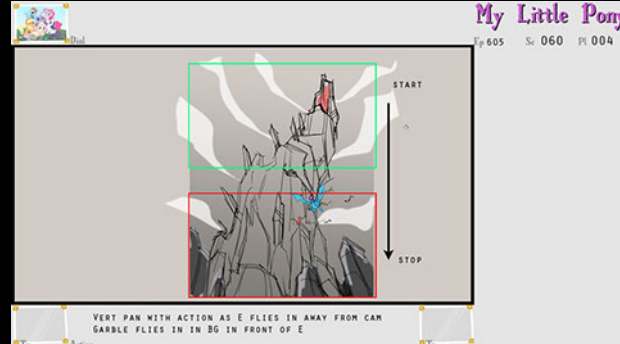 My Little Pony
Dial
Ep 605 Sc 060 Pl 004
START
STOP
VERT PAN WITH ACTION AS E FLIES IN AWAY FROM CAM
GARBLE FLIES IN IN BG IN FRONT OF E